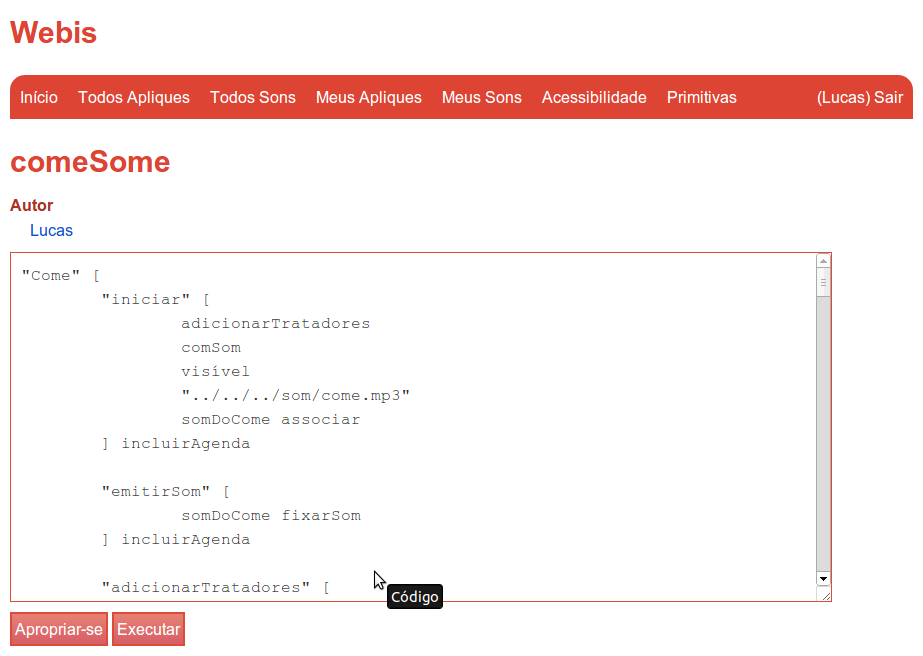 Webis
Início Todos Apliques Todos Sons Meus Apliques Meus Sons Acessibilidade Primitivas (Lucas) Sair
comeSome
Autor
Lucas
"Come" [
"iniciar" [
adicionarTratadores
comSom
visível
"../../../som/come.mp3"
somDoCome associar
] incluirAgenda
"emitirSom" [
somDoCome fixarSom
] incluirAgenda
"adicionarTratadores" [
Código
Apropriar-se Executar